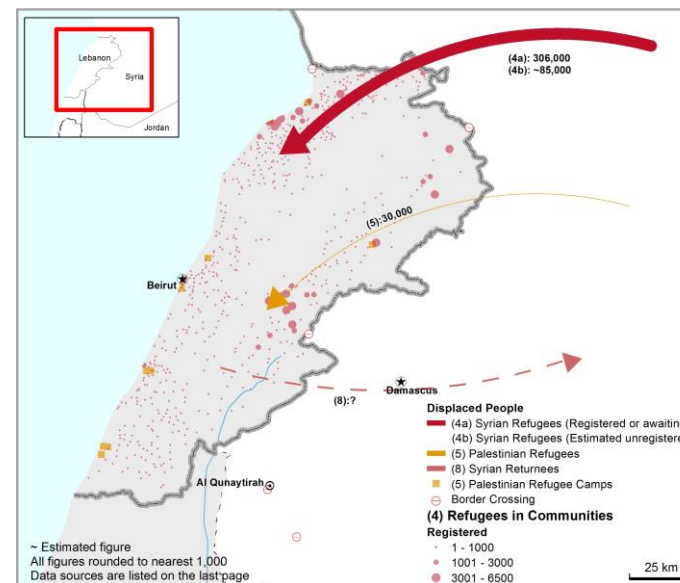 Lebanon
Syria
Jordan
(4a): 306,000
(4b): ~85,000
(5):30,000
Beirut
(8):?
Damascus
Al Qunaytirah
Displaced People
(4a) Syrian Refugees (Registered or awaitin
(4b) Syrian Refugees (Estimated unregistere
(5) Palestinian Refugees
(8) Syrian Returnees
(5) Palestinian Refugee Camps
Border Crossing
(4) Refugees in Communities
Registered
1 - 1000
1001 - 3000
3001 - 6500
~ Estimated figure
All figures rounded to nearest 1,000
Data sources are listed on the last page
25 km